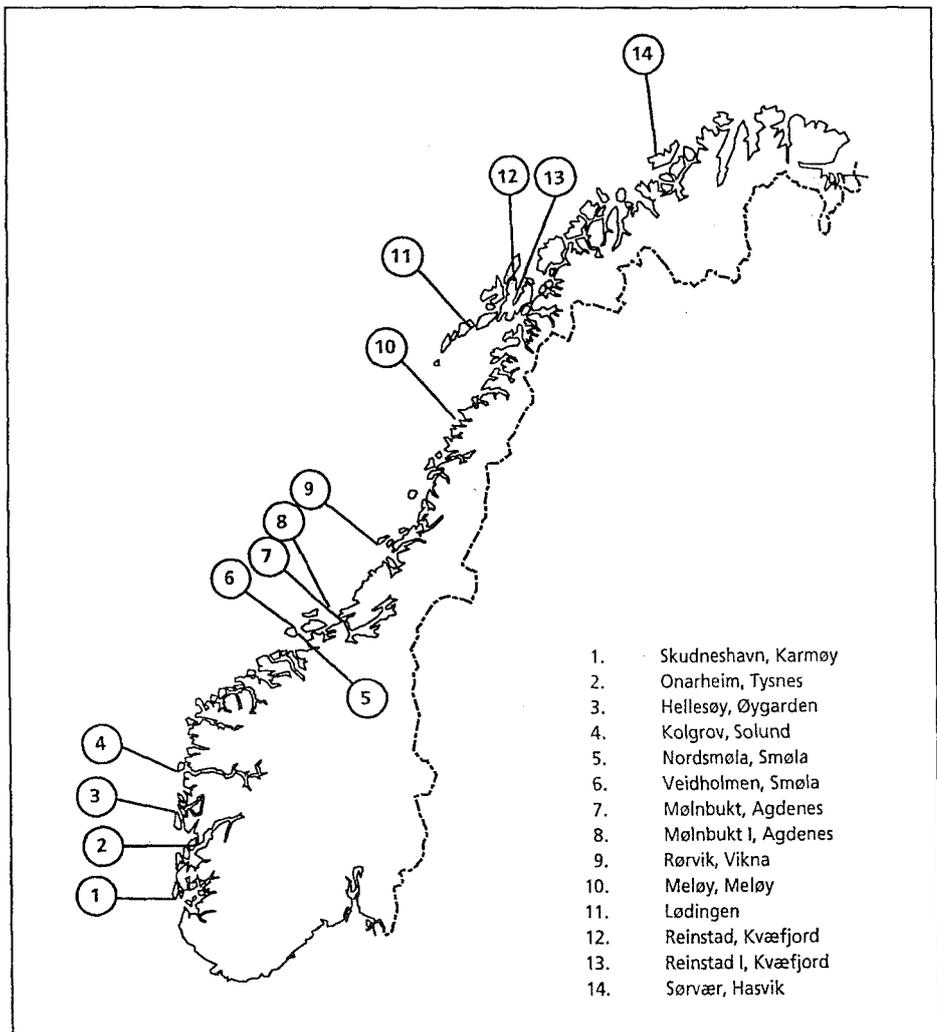 14
12
13
11
10
9
8
7
6
5
4
3
2
1
1. Skudneshavn, Karmøy
2. Onarheim, Tysnes
3. Hellesøy, Øygarden
4. Kolgrov, Solund
5. Nordsmøla, Smøla
6. Veidholmen, Smøla
7. Mølnbukt, Agdenes
8. Mølnbukt I, Agdenes
9. Rørvik, Vikna
10. Meløy, Meløy
11. Lødingen
12. Reinstad, Kvæfjord
13. Reinstad I, Kvæfjord
14. Sørvær, Hasvik